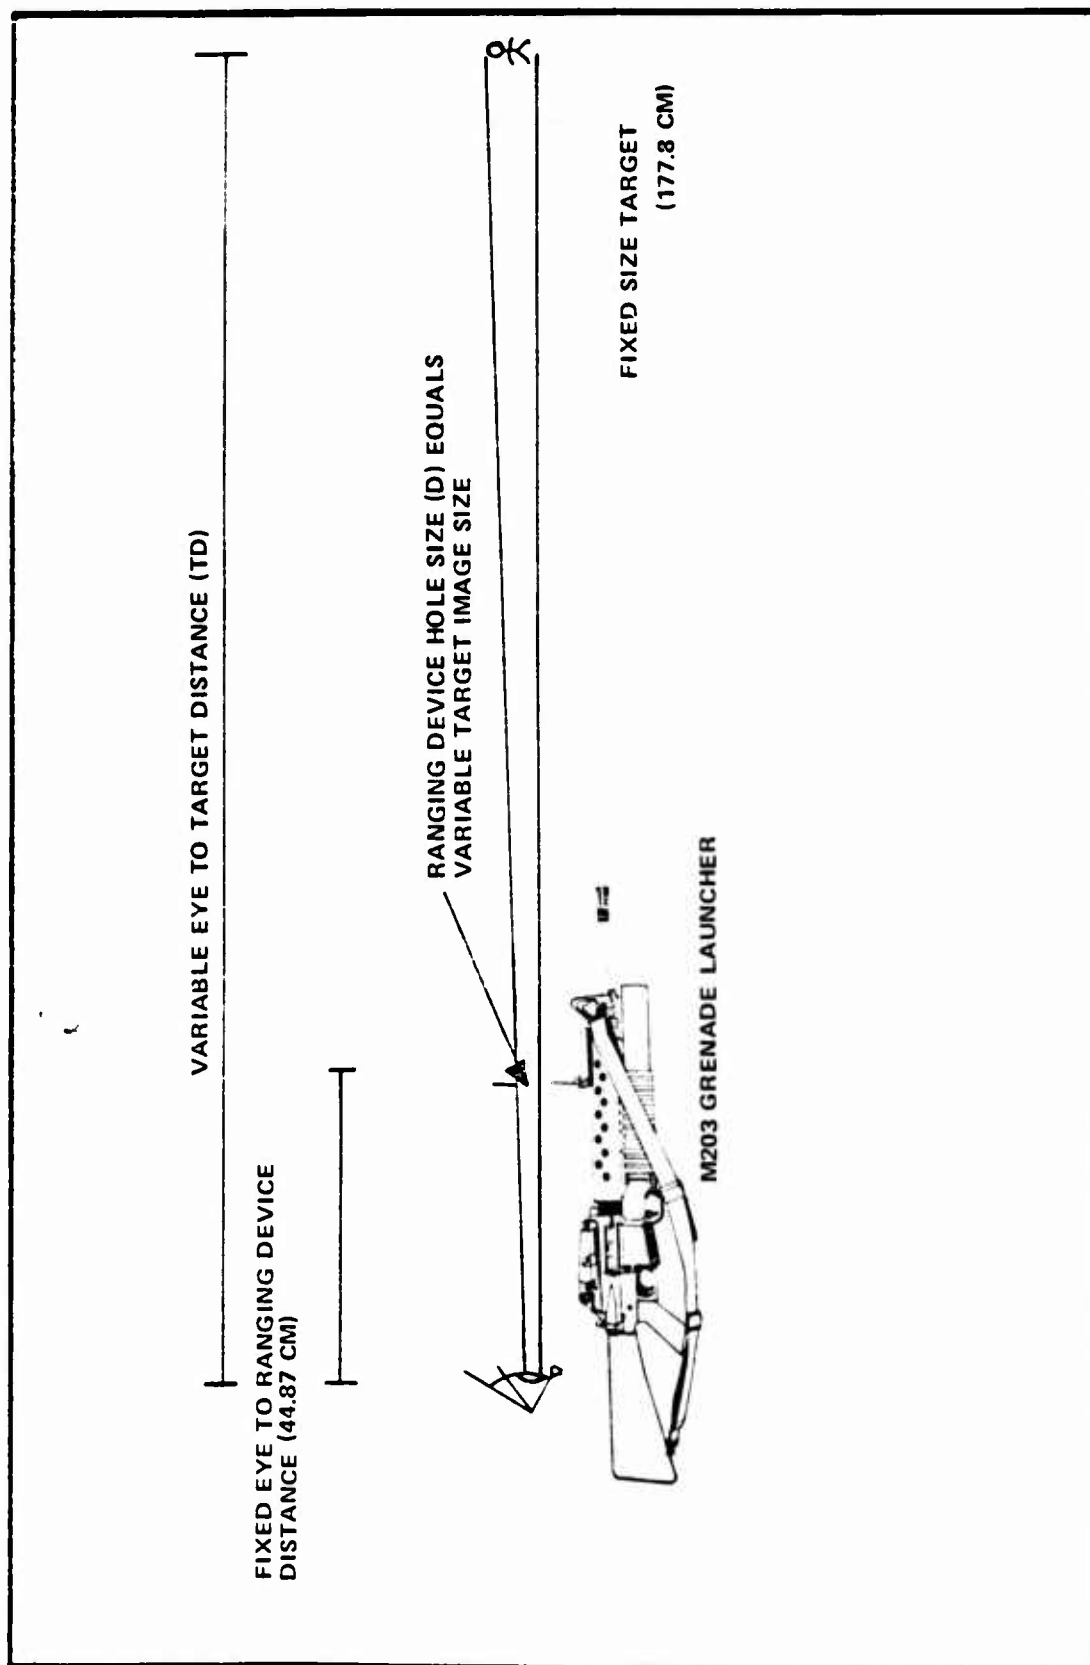 VARIABLE EYE TO TARGET DISTANCE (TD)
FIXED EYE TO RANGING DEVICE
DISTANCE (44.87 CM)
RANGING DEVICE HOLE SIZE (D) EQUALS
VARIABLE TARGET IMAGE SIZE
FIXED SIZE TARGET
(177.8 CM)
M203 GRENADE LAUNCHER